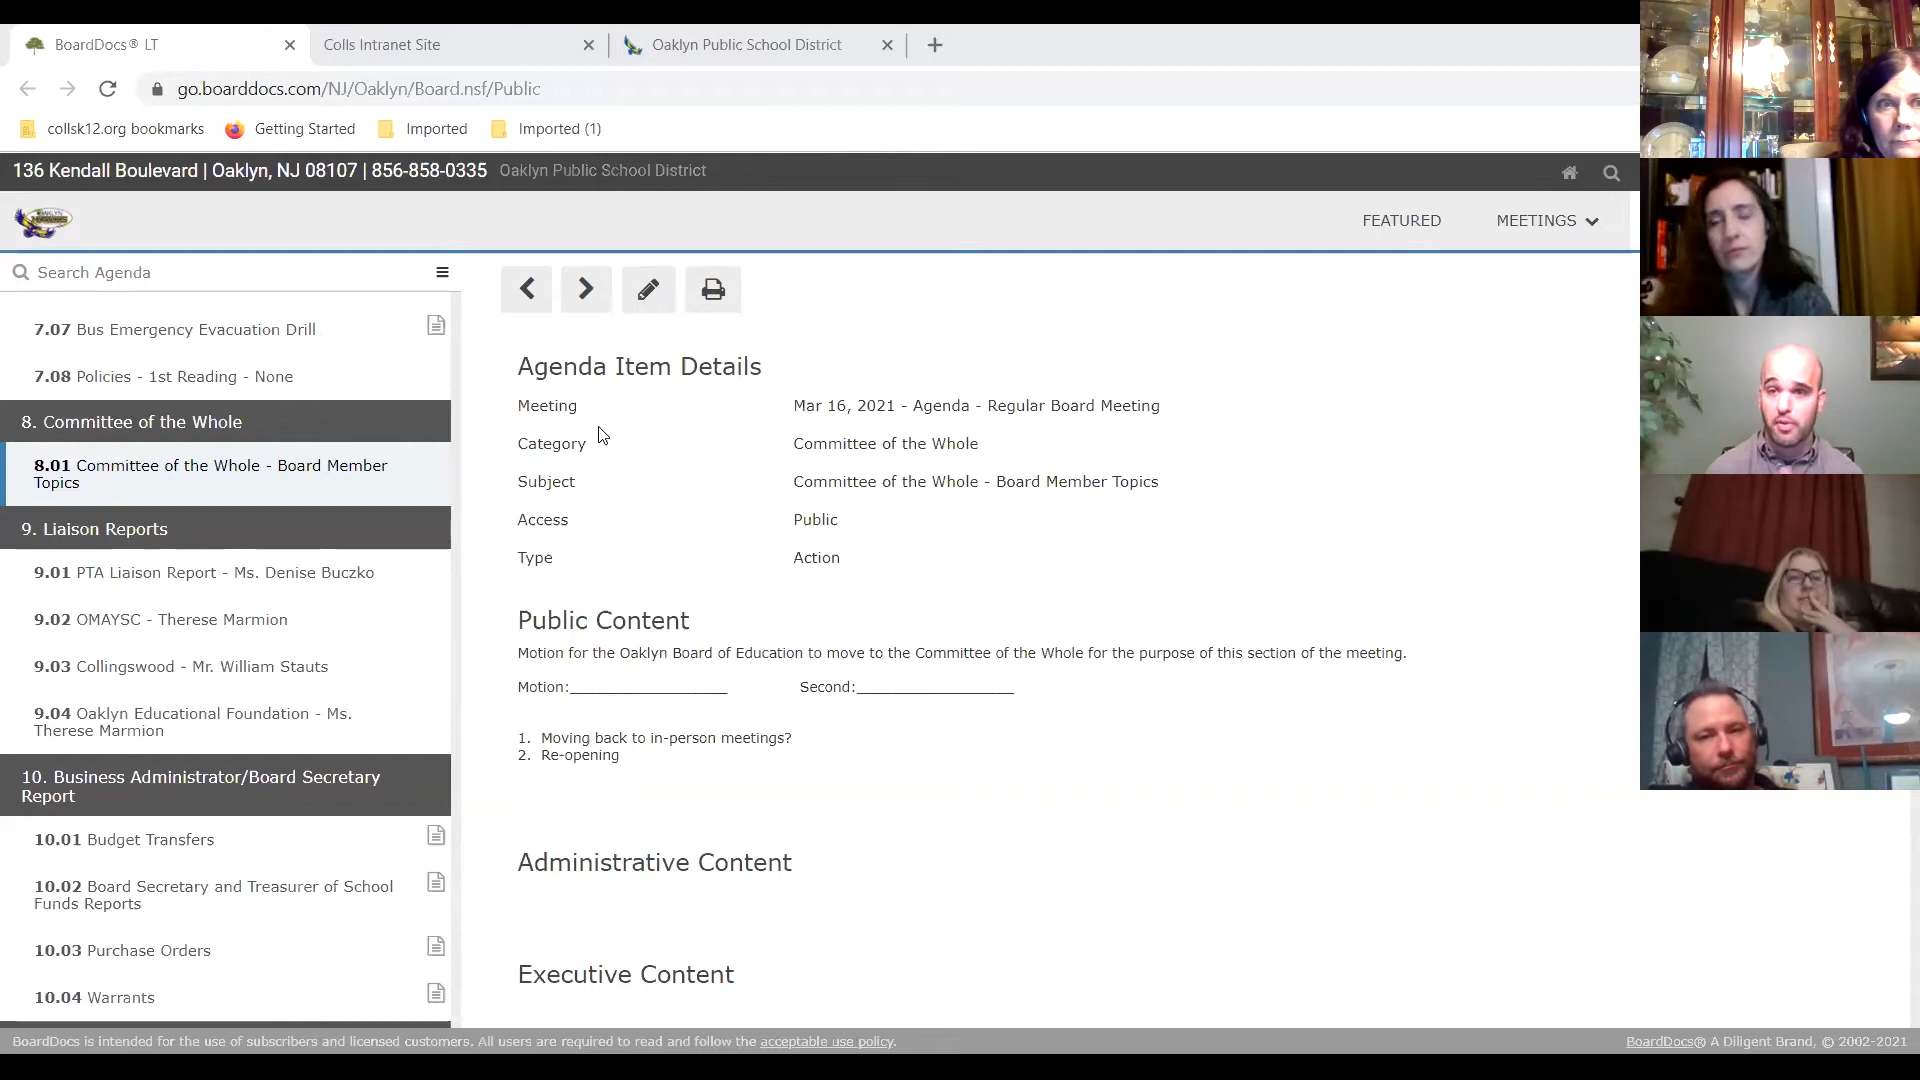 BoardDocs® LT
Colls Intranet Site
Oaklyn Public School District
go.boarddocs.com/NJ/Oaklyn/Board.nsf/Public
collsk12.org bookmarks
Getting Started
Imported
Imported (1)
136 Kendall Boulevard | Oaklyn, NJ 08107 | 856-858-0335 Oaklyn Public School District
FEATURED
MEETINGS
Search Agenda
7.07 Bus Emergency Evacuation Drill
7.08 Policies - 1st Reading - None
8. Committee of the Whole
8.01 Committee of the Whole - Board Member
Topics
9. Liaison Reports
9.01 PTA Liaison Report - Ms. Denise Buczko
9.02 OMAYSC - Therese Marmion
9.03 Collingswood - Mr. William Stauts
9.04 Oaklyn Educational Foundation - Ms.
Therese Marmion
10. Business Administrator/Board Secretary
Report
10.01 Budget Transfers
10.02 Board Secretary and Treasurer of School
Funds Reports
10.03 Purchase Orders
10.04 Warrants
Agenda Item Details
Meeting Mar 16, 2021 - Agenda - Regular Board Meeting
Category Committee of the Whole
Subject Committee of the Whole - Board Member Topics
Access Public
Type Action
Public Content
Motion for the Oaklyn Board of Education to move to the Committee of the Whole for the purpose of this section of the meeting.
Motion:___________________ Second:___________________
1. Moving back to in-person meetings?
2. Re-opening
Administrative Content
Executive Content
BoardDocs is intended for the use of subscribers and licensed customers. All users are required to read and follow the acceptable use policy.
BoardDocs® A Diligent Brand, © 2002-2021